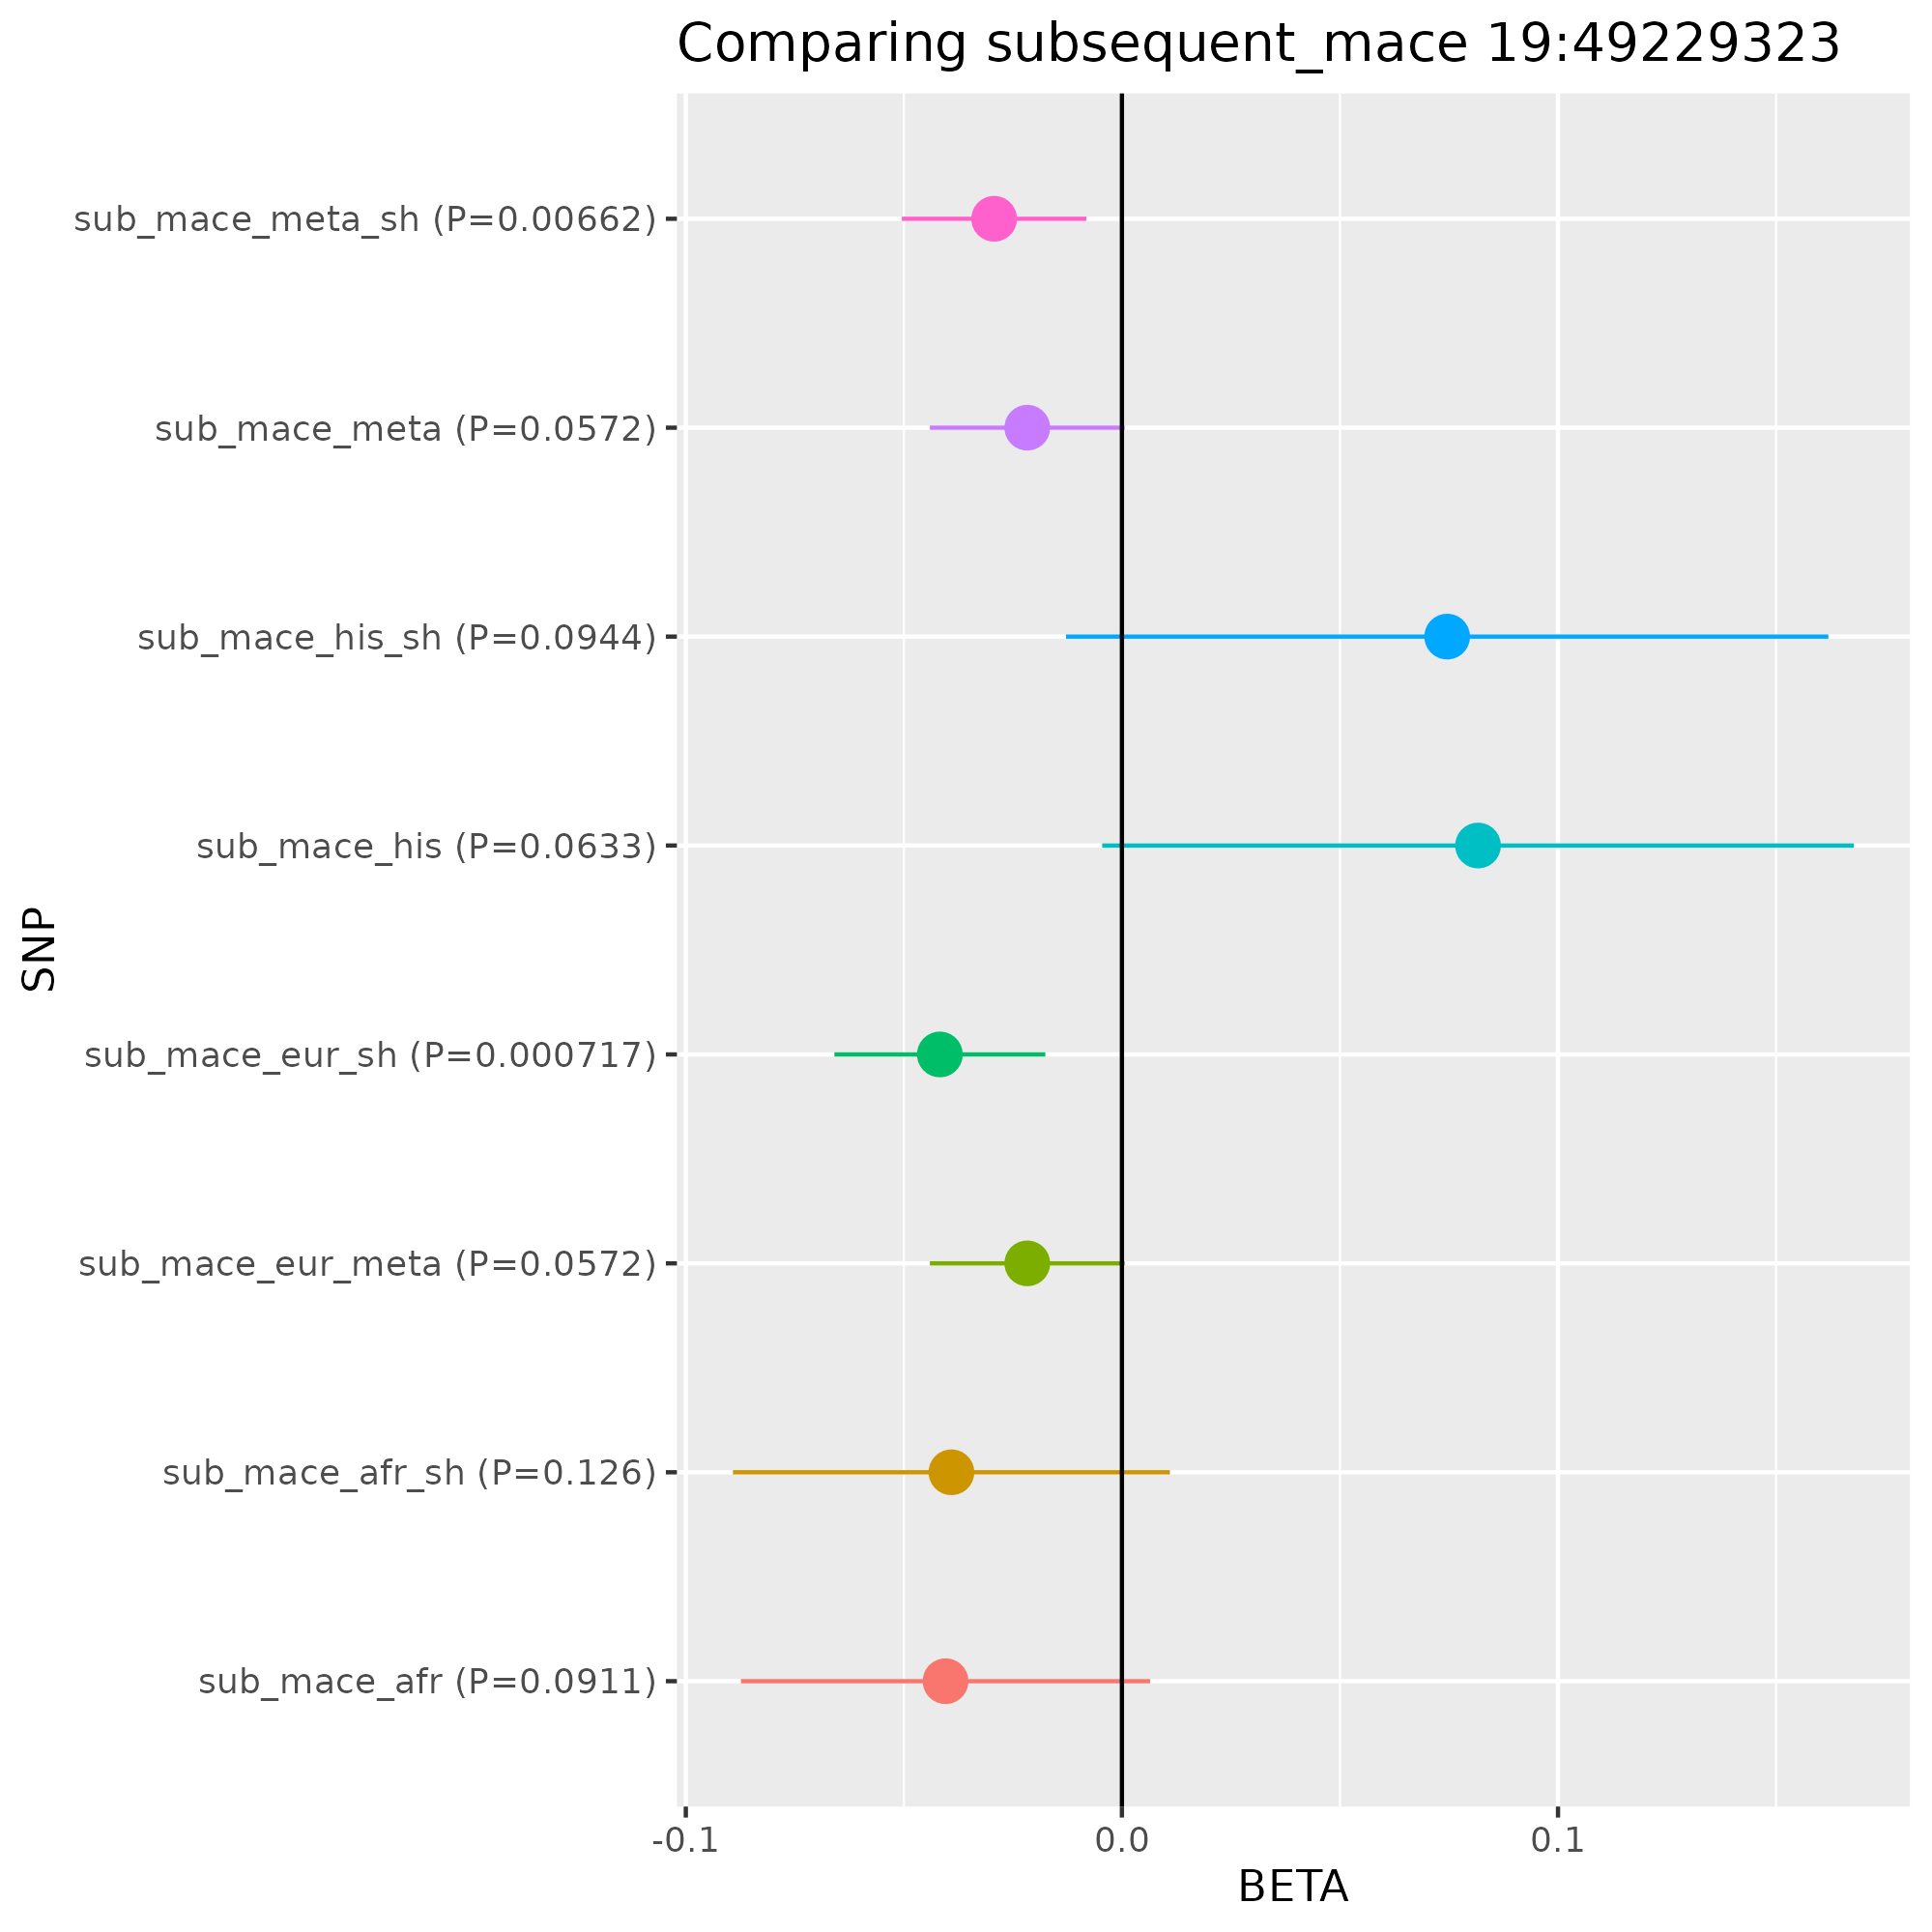 Comparing subsequent_mace 19:49229323
sub_mace_meta_sh (P=0.00662)
sub_mace_meta (P=0.0572)
sub_mace_his_sh (P=0.0944)
sub_mace_his (P=0.0633)
SNP
sub_mace_eur_sh (P=0.000717)
sub_mace_eur_meta (P=0.0572)
sub_mace_afr_sh (P=0.126)
sub_mace_afr (P=0.0911)
-0.1 0.0 0.1
BETA